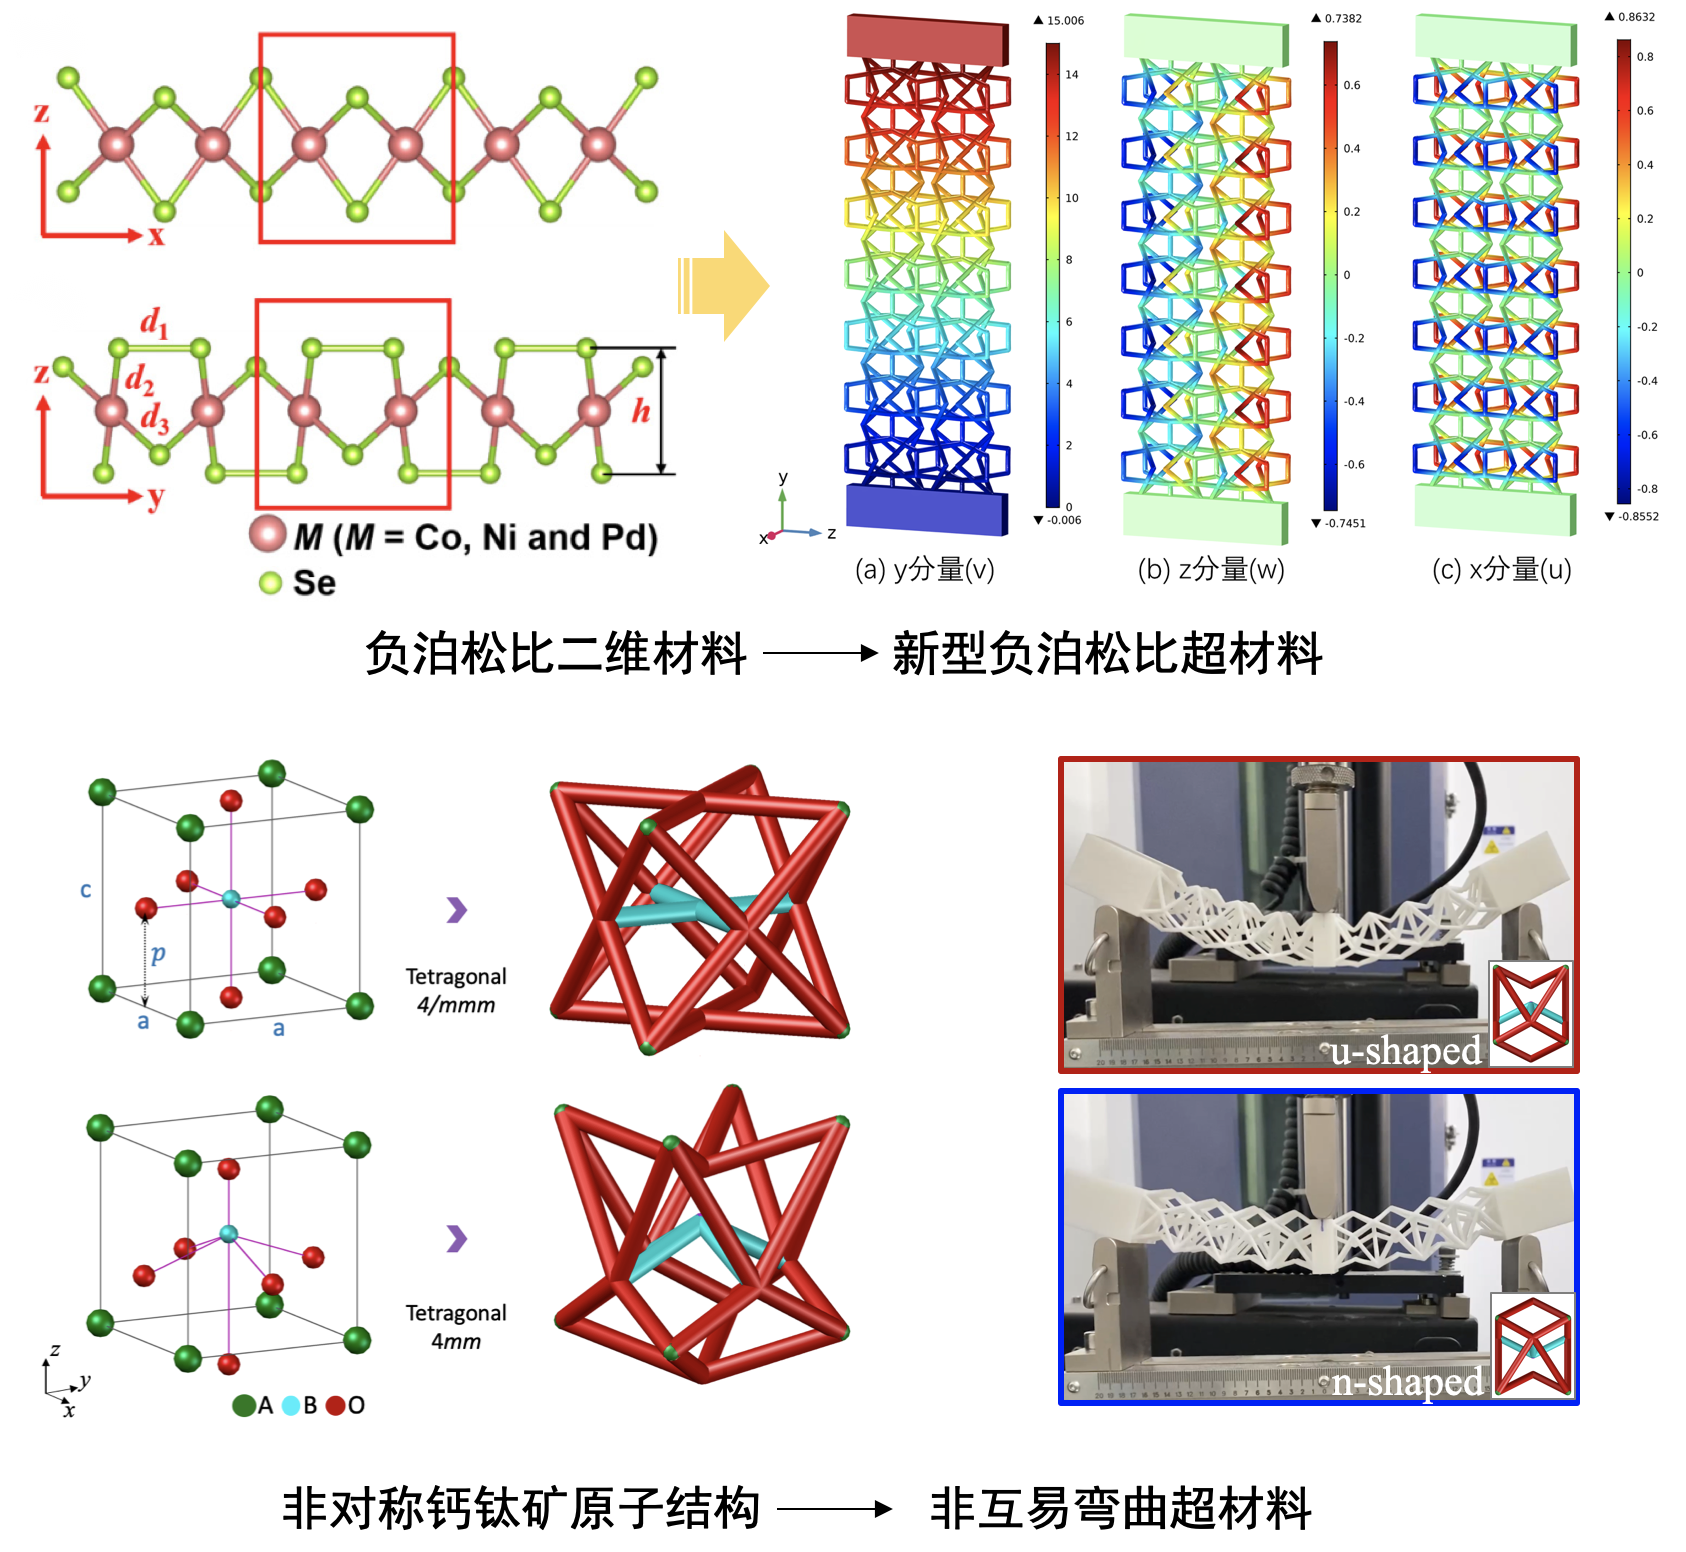 z
x
d1
z
d2
d3
h
y
M (M = Co, Ni and Pd)
Se
▲ 15.006
14
12
10
8
6
4
2
0
▼ -0.006
y
x
z
(a) y分量(v)
▲ 0.7382
0.6
0.4
0.2
0
-0.2
-0.4
-0.6
▼ -0.7451
(b) z分量(w)
▲ 0.8632
0.8
0.6
0.4
0.2
0
-0.2
-0.4
-0.6
-0.8
▼ -0.8552
(c) x分量(u)
负泊松比二维材料 → 新型负泊松比超材料
c
p
a
a
Tetragonal
4/mmm
u-shaped
Tetragonal
4mm
z
y
x
A B O
n-shaped
非对称钙钛矿原子结构 → 非互易弯曲超材料